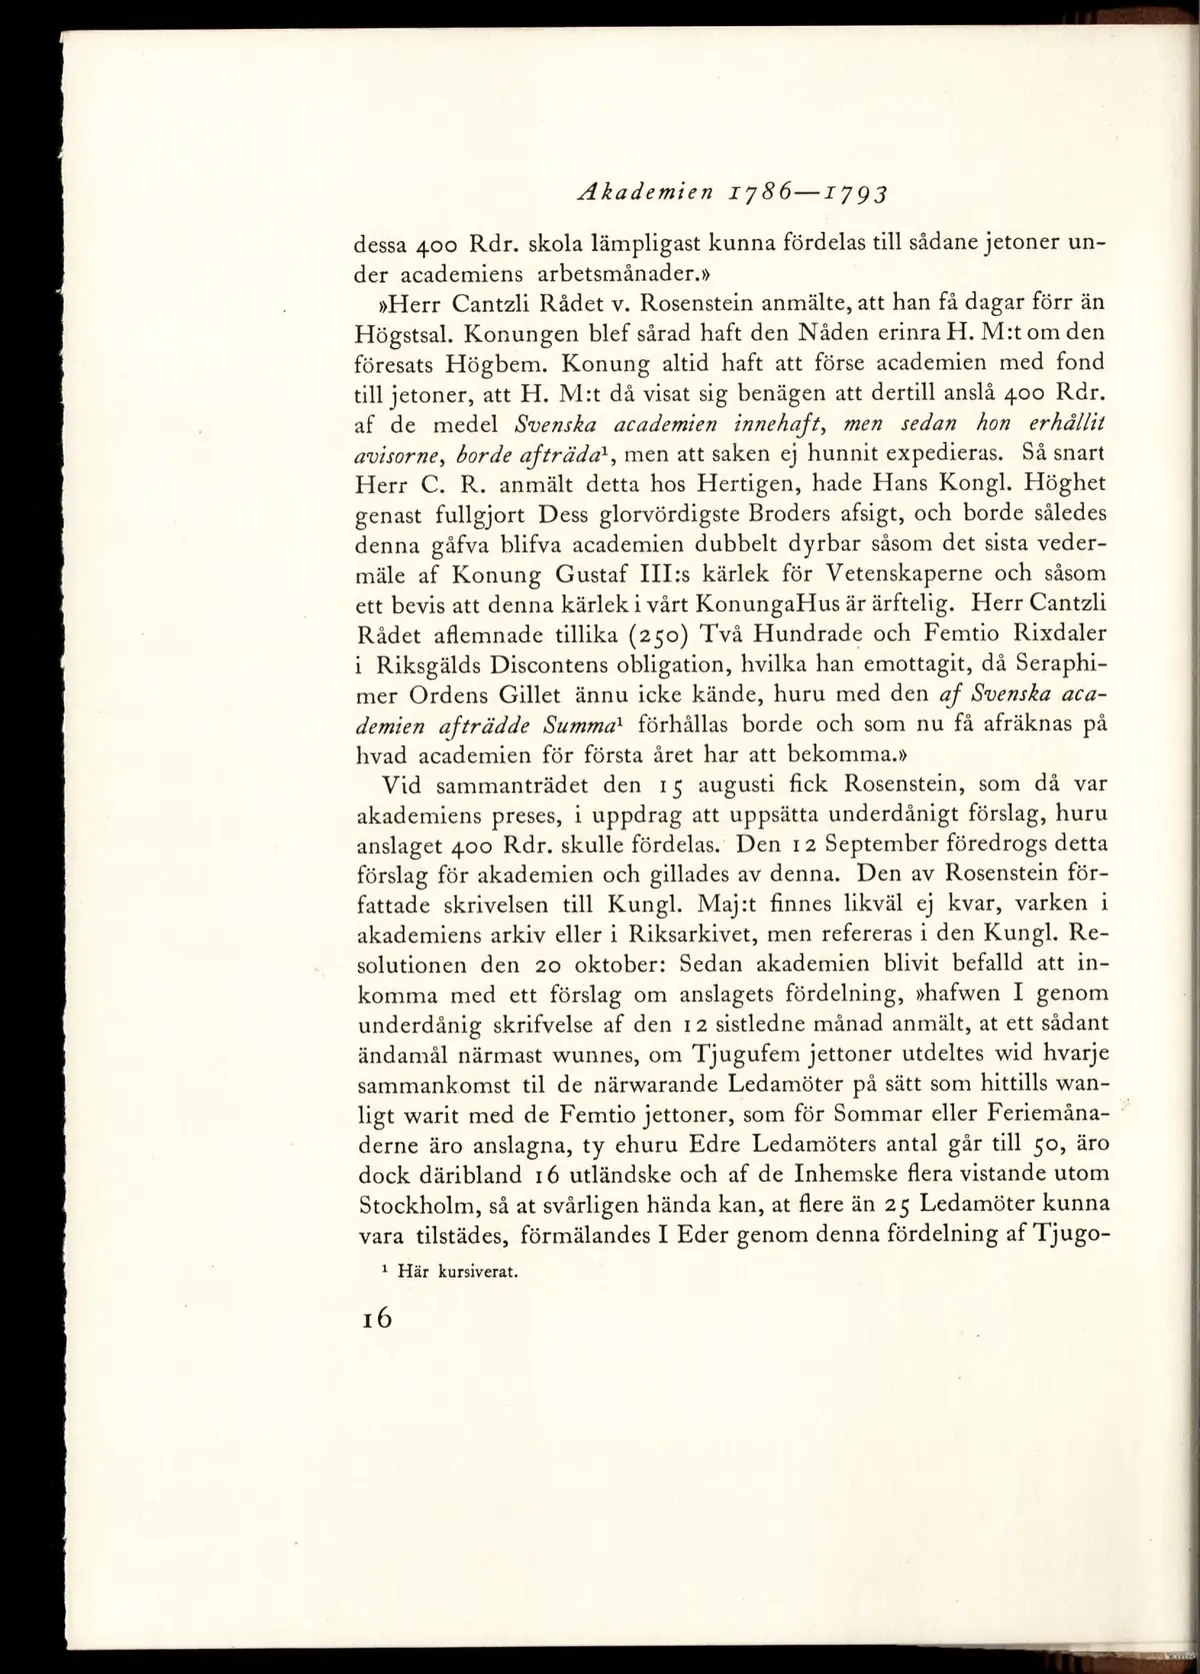 Akademien 1786—1793
dessa 400 Rdr. skola lämpligast kunna fördelas till sådane jetoner un-
der academiens arbetsmånader.»
»Herr Cantzli Rådet v. Rosenstein anmälte, att han få dagar förr än
Högstsal. Konungen blef sårad haft den Nåden erinra H. M:t om den
föresats Högbem. Konung altid haft att förse academien med fond
till jetoner, att H. M:t då visat sig benägen att dertill anslå 400 Rdr.
af de medel Svenska academien innehaft, men sedan hon erhållit
avisorne, borde afträda¹, men att saken ej hunnit expedieras. Så snart
Herr C. R. anmält detta hos Hertigen, hade Hans Kongl. Höghet
genast fullgjort Dess glorvördigste Broders afsigt, och borde således
denna gåfva blifva academien dubbelt dyrbar såsom det sista veder-
mäle af Konung Gustaf III:s kärlek för Vetenskaperne och såsom
ett bevis att denna kärlek i vårt KonungaHus är ärftelig. Herr Cantzli
Rådet aflemnade tillika (250) Två Hundrade och Femtio Rixdaler
i Riksgälds Discontens obligation, hvilka han emottagit, då Seraphi-
mer Ordens Gillet ännu icke kände, huru med den af Svenska aca-
demien afträdde Summa¹ förhållas borde och som nu få afräknas på
hvad academien för första året har att bekomma.»
Vid sammanträdet den 15 augusti fick Rosenstein, som då var
akademiens preses, i uppdrag att uppsätta underdånigt förslag, huru
anslaget 400 Rdr. skulle fördelas. Den 12 September föredrogs detta
förslag för akademien och gillades av denna. Den av Rosenstein för-
fattade skrivelsen till Kungl. Maj:t finnes likväl ej kvar, varken i
akademiens arkiv eller i Riksarkivet, men refereras i den Kungl. Re-
solutionen den 20 oktober: Sedan akademien blivit befalld att in-
komma med ett förslag om anslagets fördelning, »hafwen I genom
underdånig skrifvelse af den 12 sistledne månad anmält, at ett sådant
ändamål närmast wunnes, om Tjugufem jettoner utdeltes wid hvarje
sammankomst til de närwarande Ledamöter på sätt som hittills wan-
ligt warit med de Femtio jettoner, som för Sommar eller Feriemåna-
derne äro anslagna, ty ehuru Edre Ledamöters antal går till 50, äro
dock däribland 16 utländske och af de Inhemske flera vistande utom
Stockholm, så at svårligen hända kan, at flere än 25 Ledamöter kunna
vara tilstädes, förmälandes I Eder genom denna fördelning af Tjugo-
¹ Här kursiverat.
16